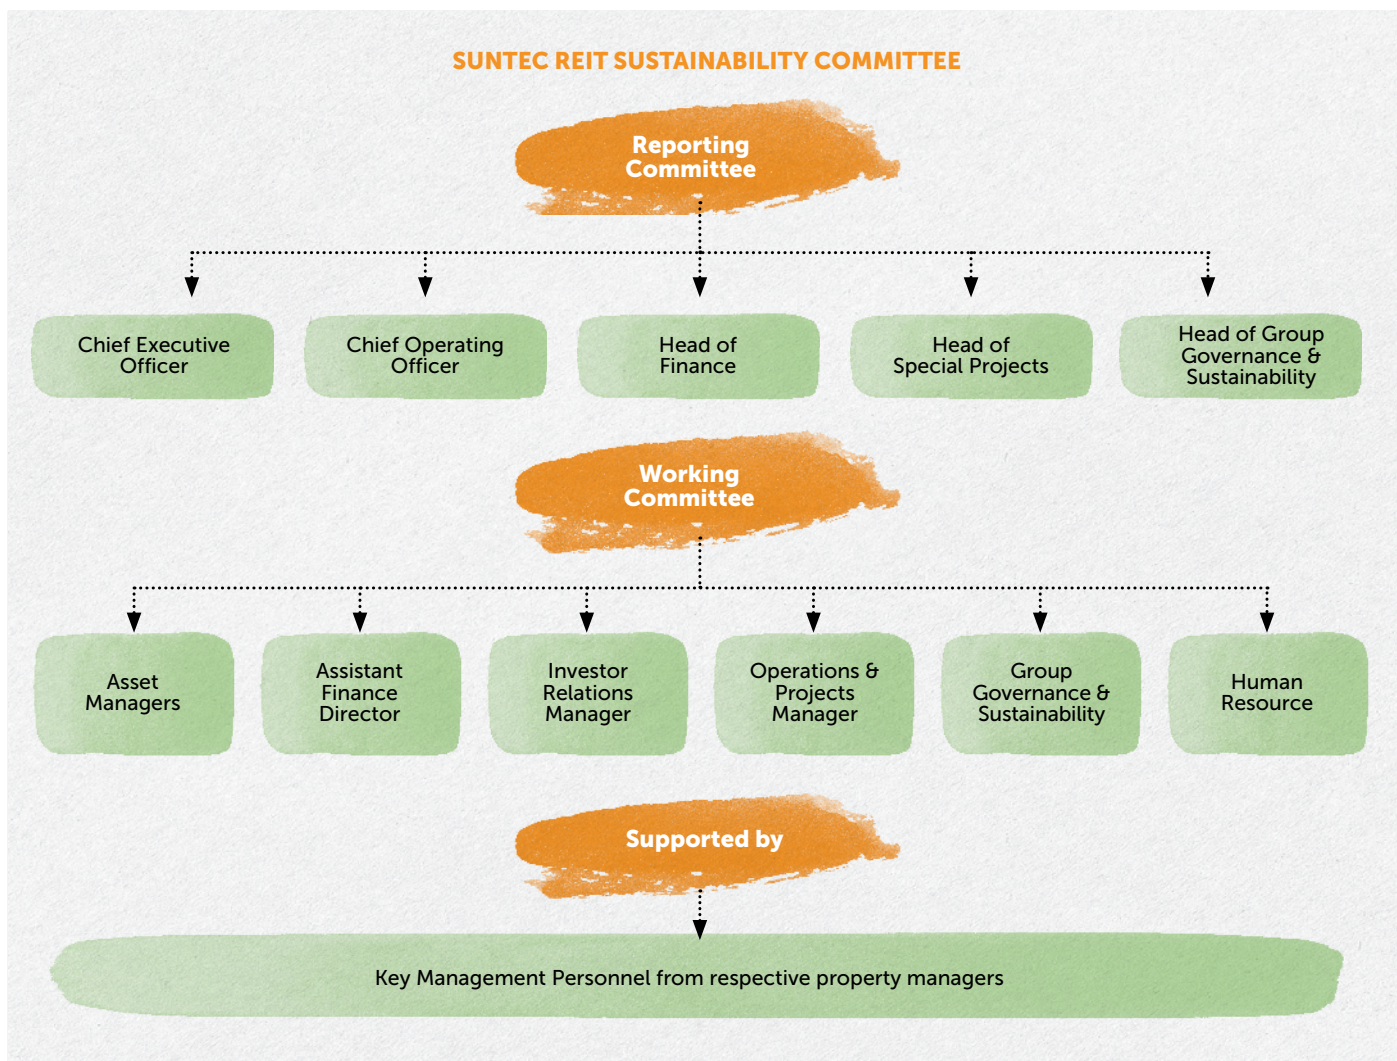 SUNTEC REIT SUSTAINABILITY COMMITTEE
Reporting
Committee
Chief Executive
Officer
Chief Operating
Officer
Head of
Finance
Head of
Special Projects
Head of Group
Governance &
Sustainability
Working
Committee
Asset
Managers
Assistant
Finance
Director
Investor
Relations
Manager
Operations &
Projects
Manager
Group
Governance &
Sustainability
Human
Resource
Supported by
Key Management Personnel from respective property managers